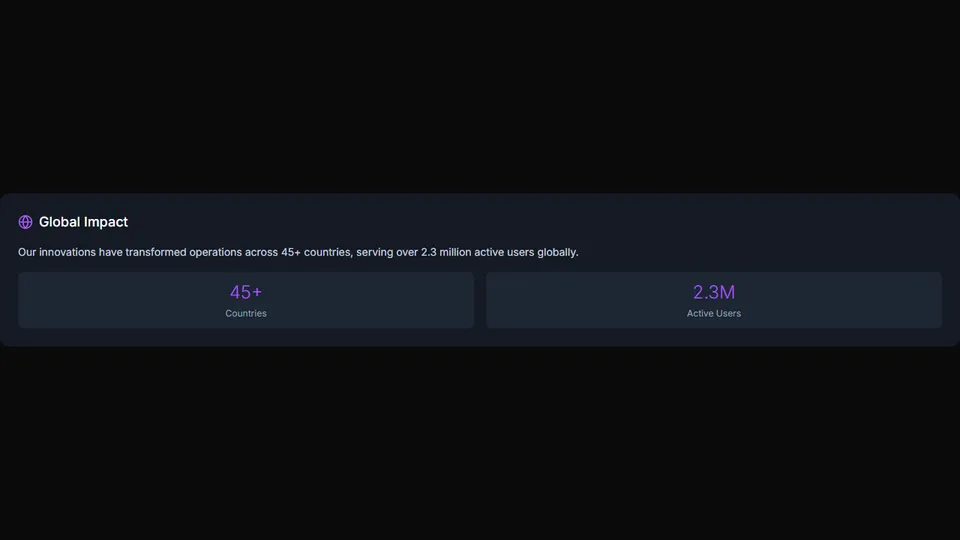 Global Impact
Our innovations have transformed operations across 45+ countries, serving over 2.3 million active users globally.
45+
Countries
2.3M
Active Users